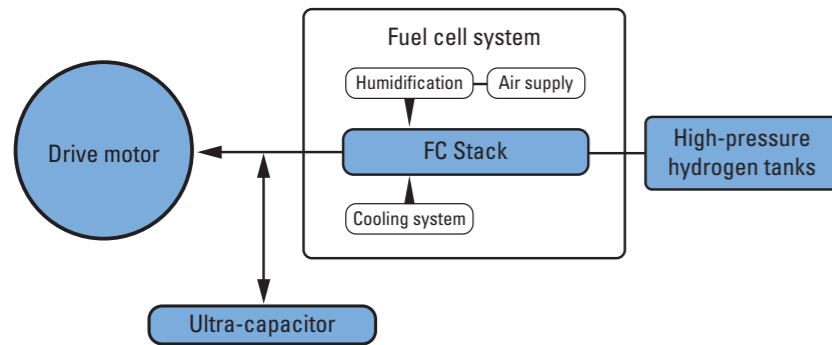 Fuel cell system
Humidification
Air supply
Drive motor
FC Stack
High-pressure
hydrogen tanks
Cooling system
Ultra-capacitor